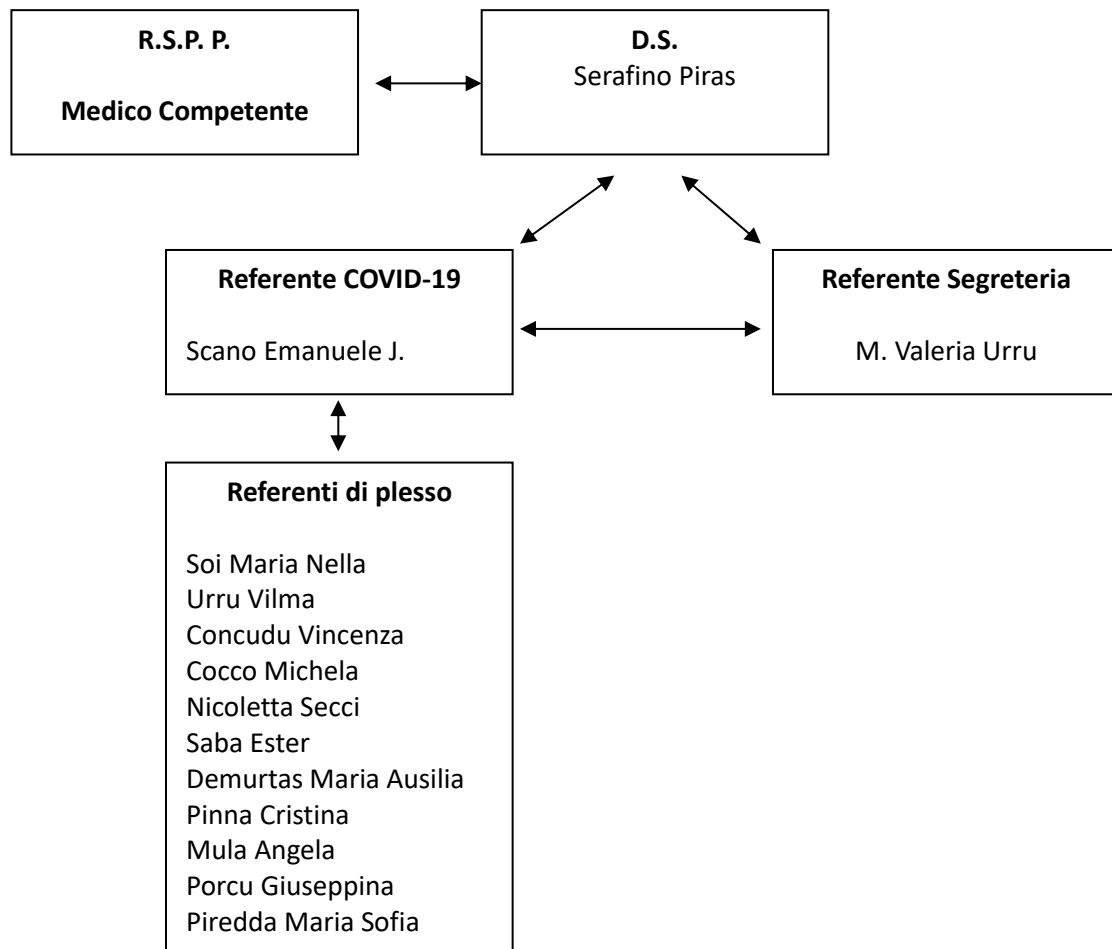 R.S.P. P.
Medico Competente
D.S.
Serafino Piras
Referente COVID-19
Scano Emanuele J.
Referente Segreteria
M. Valeria Urru
Referenti di plesso
Soi Maria Nella
Urru Vilma
Concudu Vincenza
Cocco Michela
Nicoletta Secci
Saba Ester
Demurtas Maria Ausilia
Pinna Cristina
Mula Angela
Porcu Giuseppina
Piredda Maria Sofia